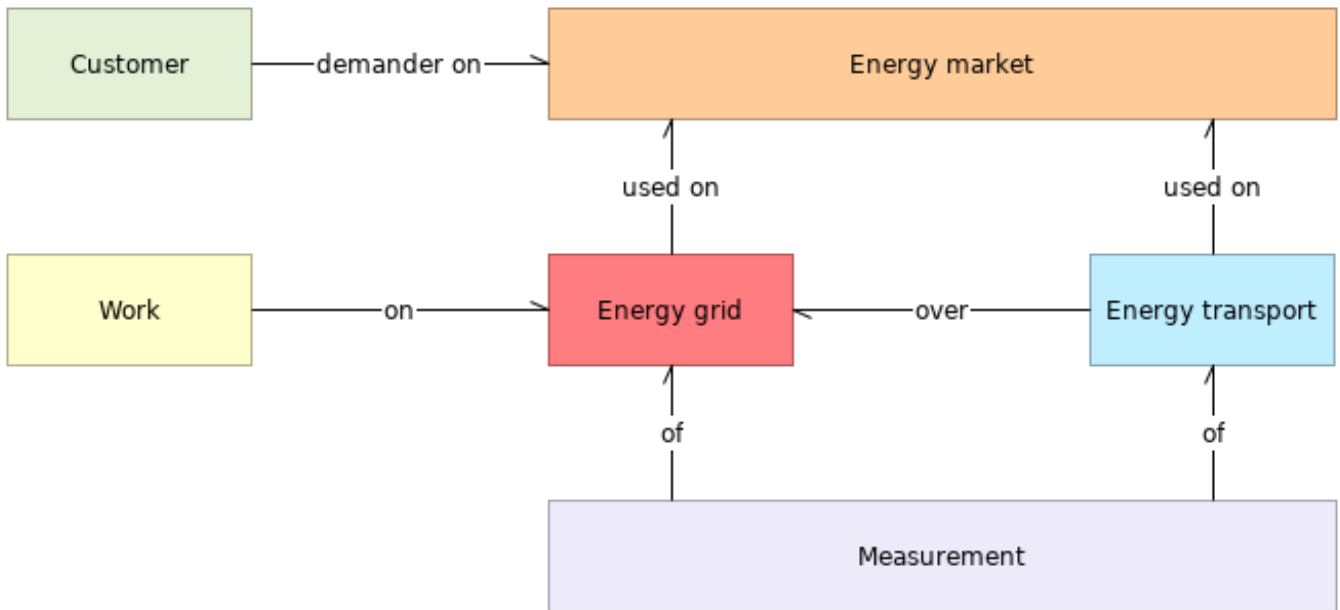 Customer
demander on
Energy market
used on
used on
Work
on
Energy grid
over
Energy transport
of
of
Measurement